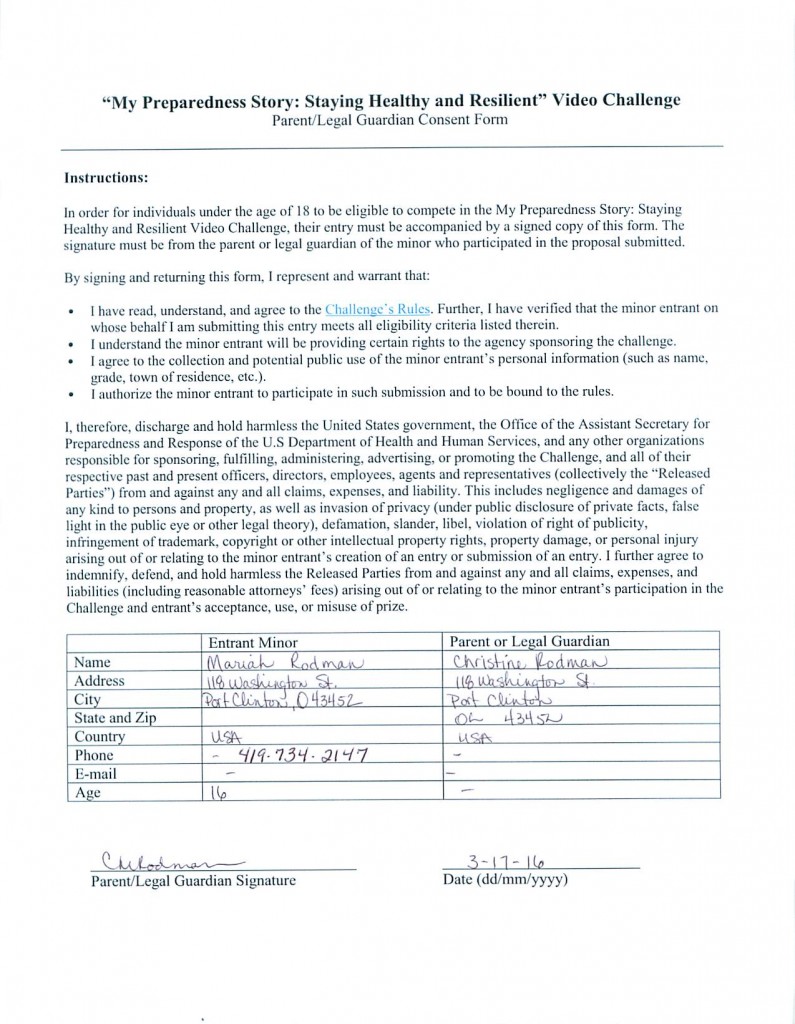 “My Preparedness Story: Staying Healthy and Resilient” Video Challenge
Parent/Legal Guardian Consent Form
Instructions:
In order for individuals under the age of 18 to be eligible to compete in the My Preparedness Story: Staying
Healthy and Resilient Video Challenge, their entry must be accompanied by a signed copy of this form. The
signature must be from the parent or legal guardian of the minor who participated in the proposal submitted.
By signing and returning this form, I represent and warrant that:
• I have read, understand, and agree to the Challenge’s Rules. Further, I have verified that the minor entrant on
whose behalf I am submitting this entry meets all eligibility criteria listed therein.
• I understand the minor entrant will be providing certain rights to the agency sponsoring the challenge.
• I agree to the collection and potential public use of the minor entrant’s personal information (such as name,
grade, town of residence, etc.).
• I authorize the minor entrant to participate in such submission and to be bound to the rules.
I, therefore, discharge and hold harmless the United States government, the Office of the Assistant Secretary for
Preparedness and Response of the U.S Department of Health and Human Services, and any other organizations
responsible for sponsoring, fulfilling, administering, advertising, or promoting the Challenge, and all of their
respective past and present officers, directors, employees, agents and representatives (collectively the “Released
Parties”) from and against any and all claims, expenses, and liability. This includes negligence and damages of
any kind to persons and property, as well as invasion of privacy (under public disclosure of private facts, false
light in the public eye or other legal theory), defamation, slander, libel, violation of right of publicity,
infringement of trademark, copyright or other intellectual property rights, property damage, or personal injury
arising out of or relating to the minor entrant’s creation of an entry or submission of an entry. I further agree to
indemnify, defend, and hold harmless the Released Parties from and against any and all claims, expenses, and
liabilities (including reasonable attorneys’ fees) arising out of or relating to the minor entrant’s participation in the
Challenge and entrant’s acceptance, use, or misuse of prize.
Entrant Minor Parent or Legal Guardian
Name Mariah Rodman Christine Rodman
Address 118 Washington St. 118 Washington St.
City Port Clinton, O 43452 Port Clinton
State and Zip OH 43452
Country USA USA
Phone - 419-734-2147 -
E-mail - -
Age 16 -
CRodman 3-17-16
Parent/Legal Guardian Signature Date (dd/mm/yyyy)